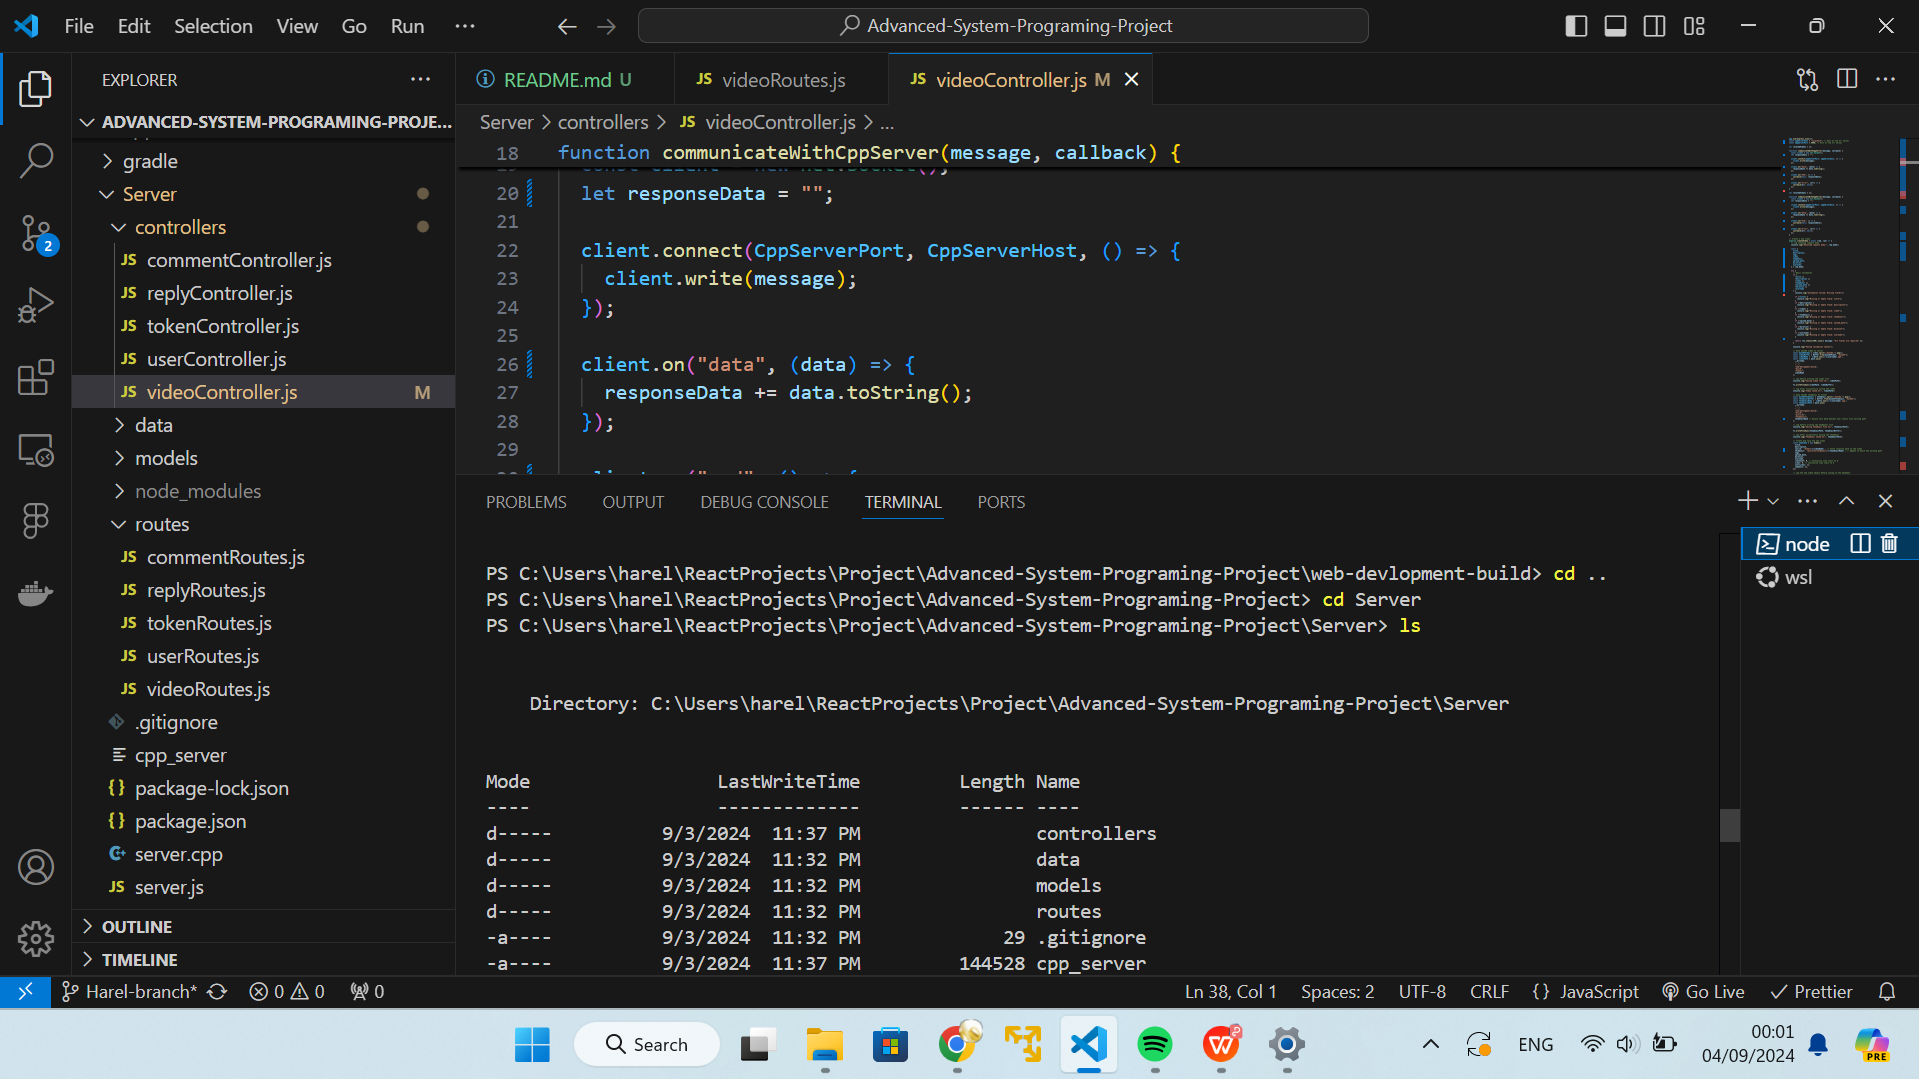 File Edit Selection View Go Run ...
Advanced-System-Programing-Project
EXPLORER
ADVANCED-SYSTEM-PROGRAMING-PROJE...
gradle
Server
controllers
JS commentController.js
JS replyController.js
JS tokenController.js
JS userController.js
JS videoController.js M
data
models
node_modules
routes
JS commentRoutes.js
JS replyRoutes.js
JS tokenRoutes.js
JS userRoutes.js
JS videoRoutes.js
.gitignore
cpp_server
{} package-lock.json
{} package.json
server.cpp
JS server.js
OUTLINE
TIMELINE
2
README.md U
JS videoRoutes.js
JS videoController.js M
Server > controllers > JS videoController.js > ...
18 function communicateWithCppServer(message, callback) {
20 let responseData = "";
21
22 client.connect(CppServerPort, CppServerHost, () => {
23 client.write(message);
24 });
25
26 client.on("data", (data) => {
27 responseData += data.toString();
28 });
29
PROBLEMS OUTPUT DEBUG CONSOLE TERMINAL PORTS
node
wsl
PS C:\Users\harel\ReactProjects\Project\Advanced-System-Programing-Project\web-devlopment-build> cd ..
PS C:\Users\harel\ReactProjects\Project\Advanced-System-Programing-Project> cd Server
PS C:\Users\harel\ReactProjects\Project\Advanced-System-Programing-Project\Server> ls
Directory: C:\Users\harel\ReactProjects\Project\Advanced-System-Programing-Project\Server
Mode LastWriteTime Length Name
---- ------------- ------ ----
d----- 9/3/2024 11:37 PM controllers
d----- 9/3/2024 11:32 PM data
d----- 9/3/2024 11:32 PM models
d----- 9/3/2024 11:32 PM routes
-a---- 9/3/2024 11:32 PM 29 .gitignore
-a---- 9/3/2024 11:37 PM 144528 cpp_server
Harel-branch* 0 0 0
Ln 38, Col 1 Spaces: 2 UTF-8 CRLF {} JavaScript Go Live Prettier
Search
ENG
00:01
04/09/2024
PRE